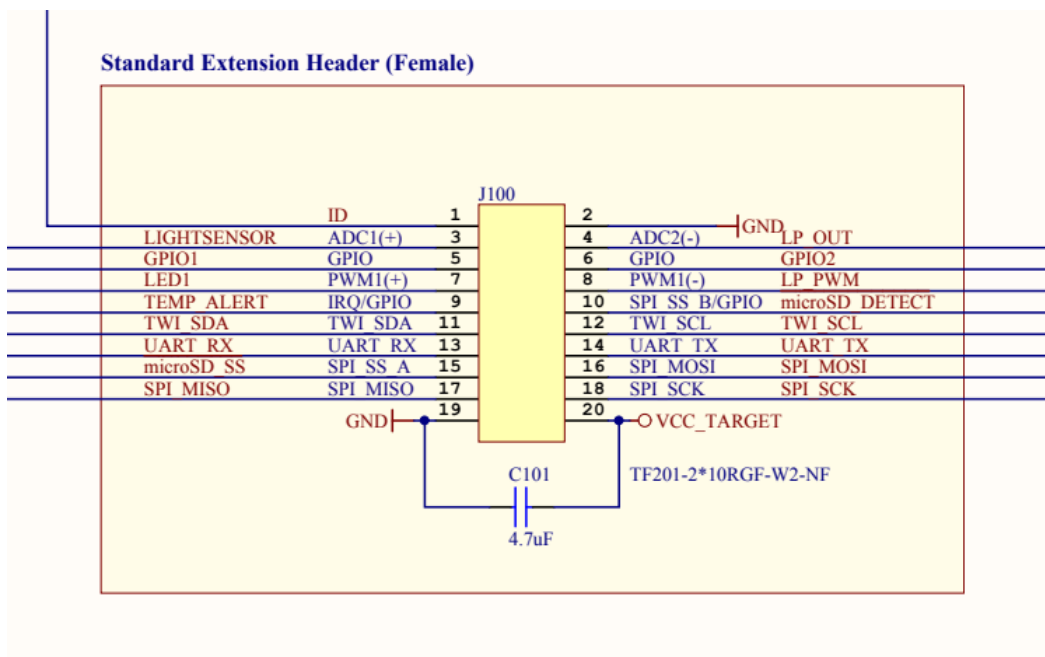 Standard Extension Header (Female)
J100
ID 1 2 GND
LIGHTSENSOR ADC1(+) 3 4 ADC2(-) LP_OUT
GPIO1 GPIO 5 6 GPIO GPIO2
LED1 PWM1(+) 7 8 PWM1(-) LP_PWM
TEMP_ALERT IRQ/GPIO 9 10 SPI_SS_B/GPIO microSD_DETECT
TWI_SDA TWI_SDA 11 12 TWI_SCL TWI_SCL
UART_RX UART_RX 13 14 UART_TX UART_TX
microSD_SS SPI_SS_A 15 16 SPI_MOSI SPI_MOSI
SPI_MISO SPI_MISO 17 18 SPI_SCK SPI_SCK
GND 19 20 VCC_TARGET
C101 TF201-2*10RGF-W2-NF
4.7uF